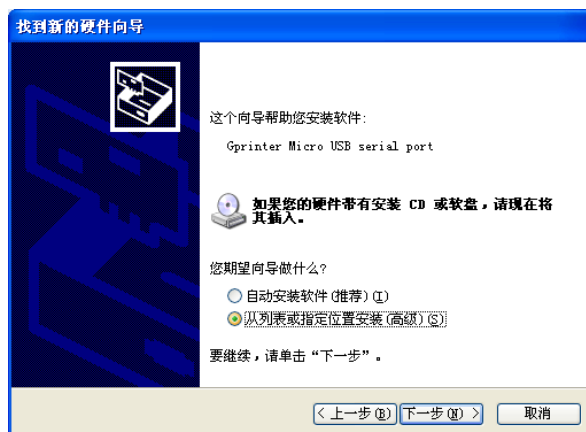 找到新的硬件向导
这个向导帮助您安装软件:
Gprinter Micro USB serial port
如果您的硬件带有安装 CD 或软盘，请现在将
其插入。
您期望向导做什么?
自动安装软件(推荐)(I)
从列表或指定位置安装(高级)(S)
要继续，请单击“下一步”。
< 上一步(B) 下一步(N) > 取消